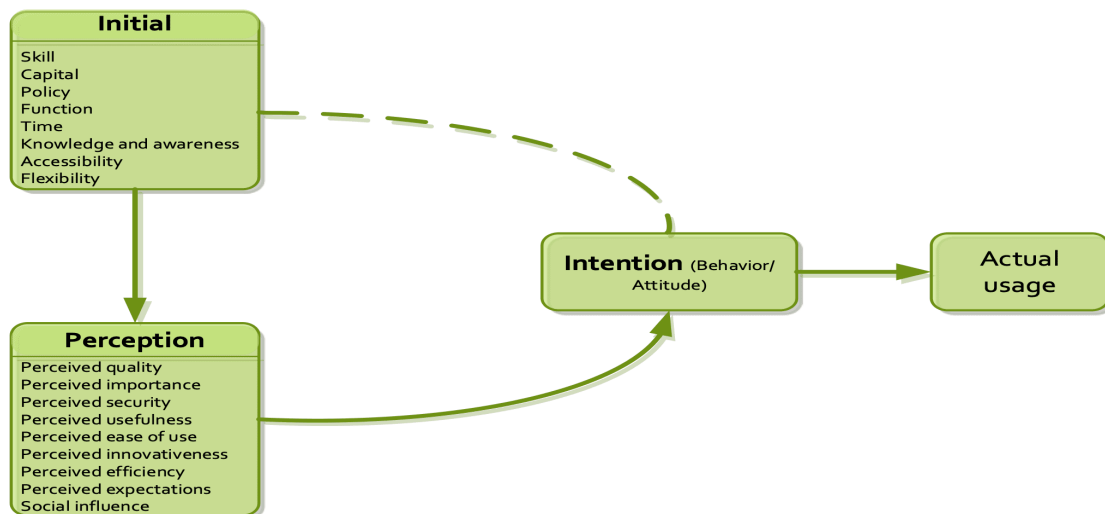 Initial
Skill
Capital
Policy
Function
Time
Knowledge and awareness
Accessibility
Flexibility
Perception
Perceived quality
Perceived importance
Perceived security
Perceived usefulness
Perceived ease of use
Perceived innovativeness
Perceived efficiency
Perceived expectations
Social influence
Intention (Behavior/
Attitude)
Actual
usage